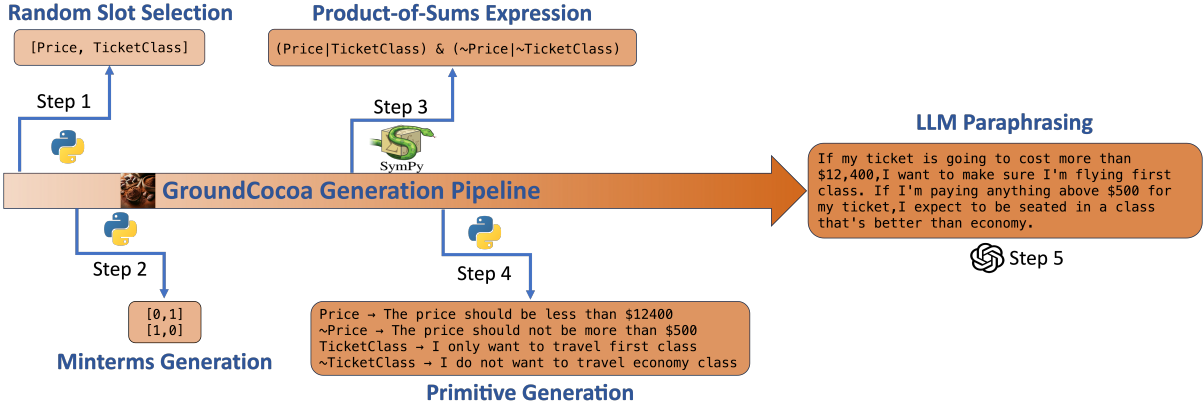 Random Slot Selection
[Price, TicketClass]
Step 1
Product-of-Sums Expression
(Price|TicketClass) & (~Price|~TicketClass)
Step 3
SymPy
GroundCocoa Generation Pipeline
Step 2
[0,1]
[1,0]
Minterms Generation
Step 4
Price → The price should be less than $12400
~Price → The price should not be more than $500
TicketClass → I only want to travel first class
~TicketClass → I do not want to travel economy class
Primitive Generation
LLM Paraphrasing
If my ticket is going to cost more than
$12,400,I want to make sure I'm flying first
class. If I'm paying anything above $500 for
my ticket,I expect to be seated in a class
that's better than economy.
Step 5